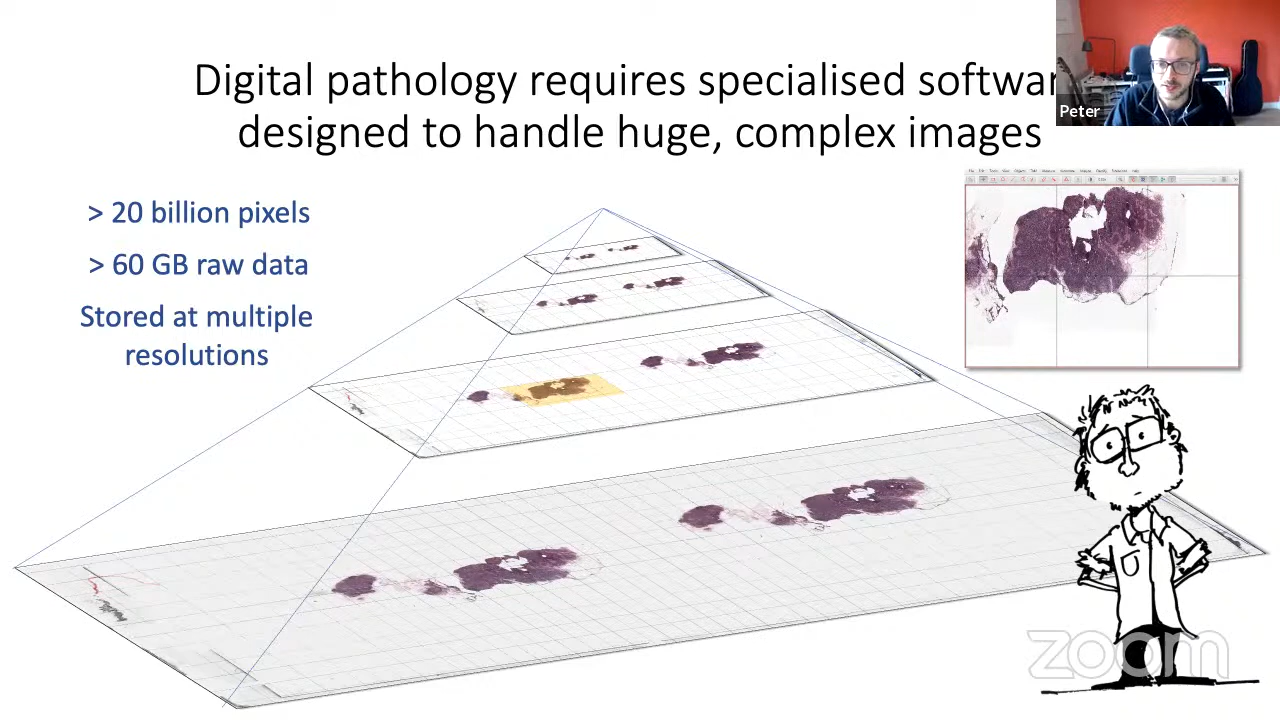 Digital pathology requires specialised softwar
designed to handle huge, complex images
Peter
> 20 billion pixels
> 60 GB raw data
Stored at multiple
resolutions
zoom